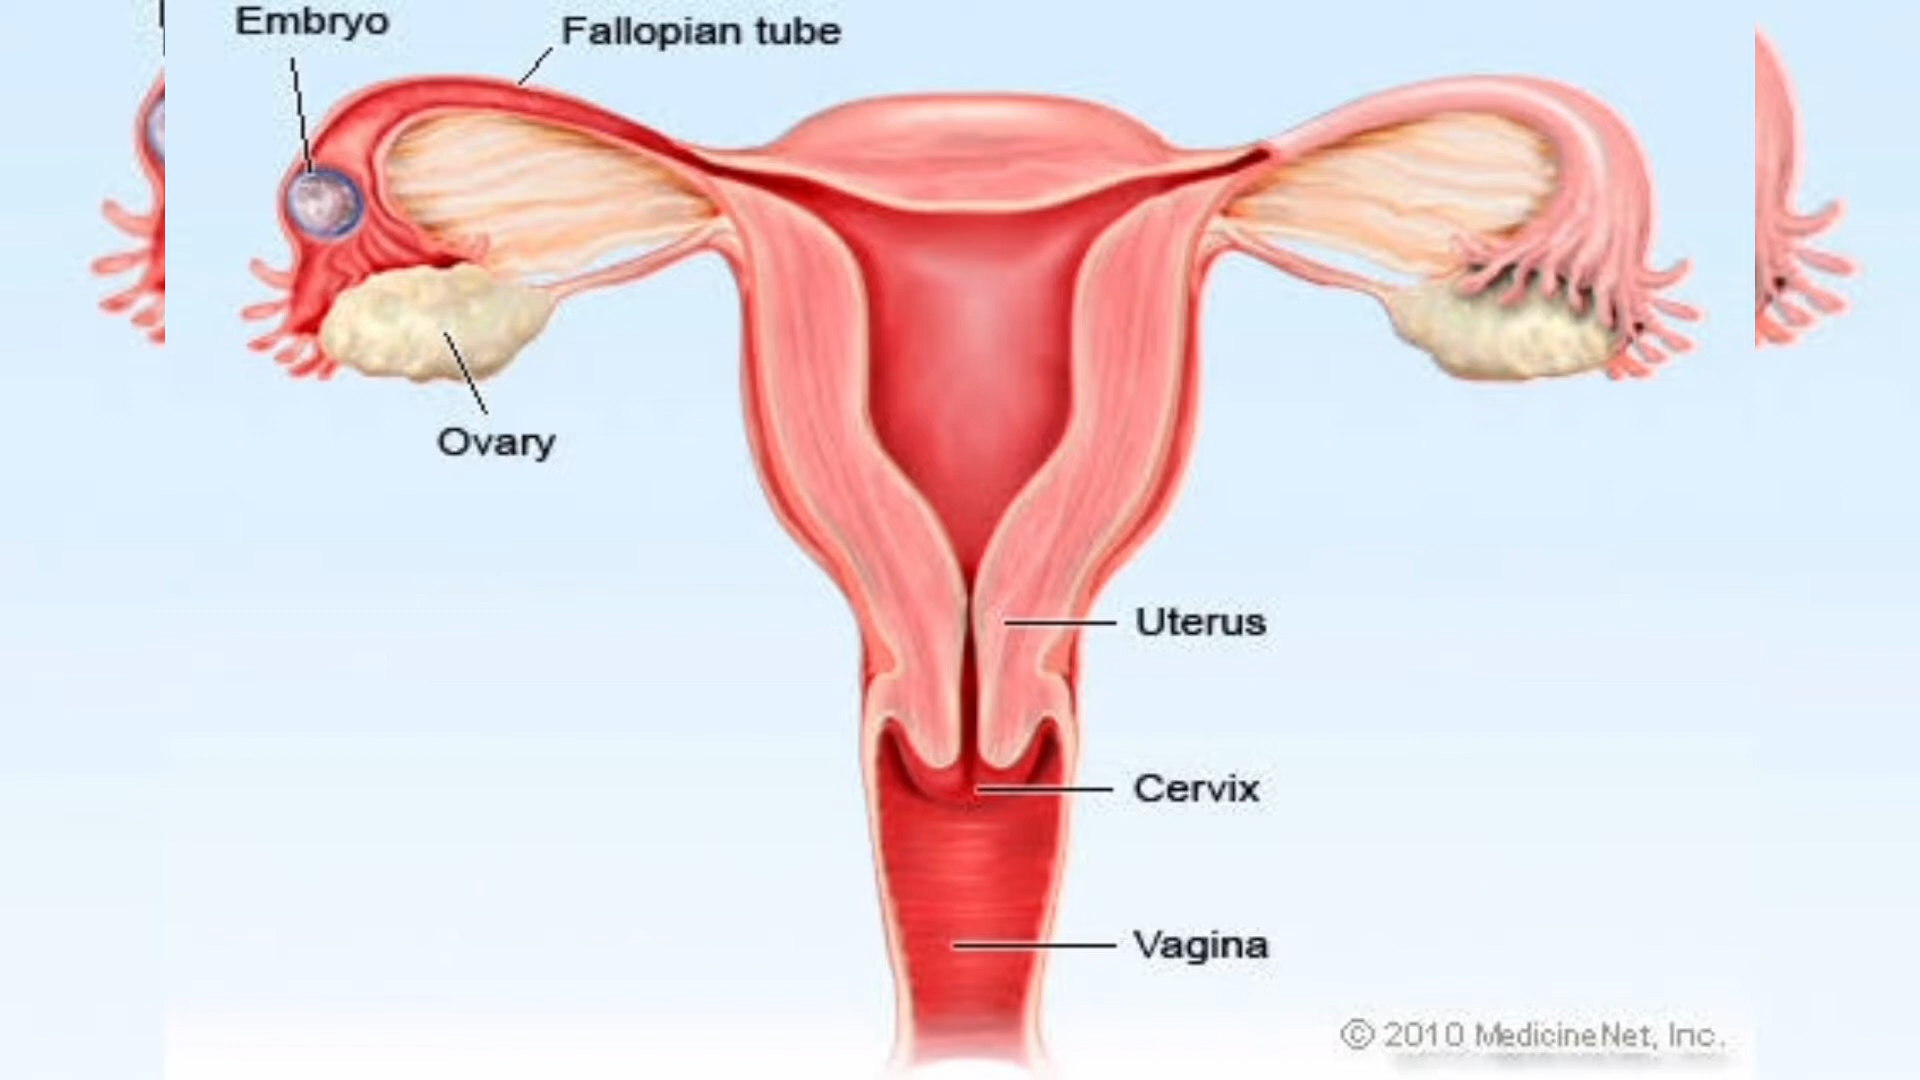 Embryo
Fallopian tube
Ovary
Uterus
Cervix
Vagina
© 2010 MedicineNet, Inc.